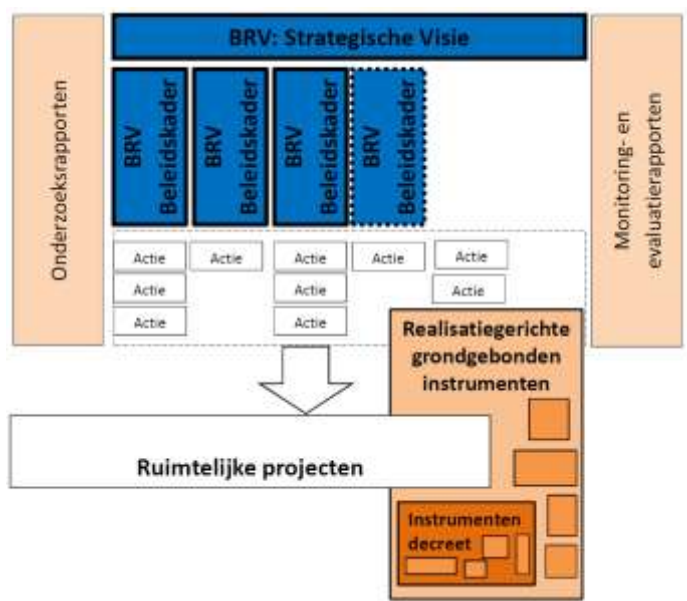 BRV: Strategische Visie
Onderzoeksrapporten
BRV
Beleidskader
BRV
Beleidskader
BRV
Beleidskader
BRV
Beleidskader
Monitoring- en
evaluatierapporten
Actie
Actie
Actie
Actie
Actie
Actie
Actie
Actie
Actie
Actie
Realisatiegerichte
grondgebonden
instrumenten
Ruimtelijke projecten
Instrumenten
decreet